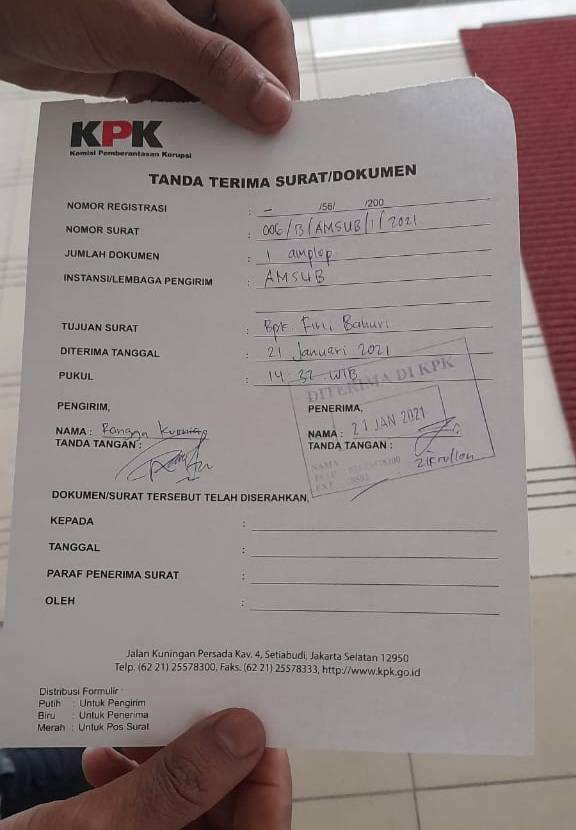 KPK
Komisi Pemberantasan Korupsi
TANDA TERIMA SURAT/DOKUMEN
NOMOR REGISTRASI : - /56/ /200
NOMOR SURAT : 006/B/AMSUB/1/2021
JUMLAH DOKUMEN : 1 amplop
INSTANSI/LEMBAGA PENGIRIM : AMSUB
TUJUAN SURAT : Bpk Bahuri
DITERIMA TANGGAL : 21 Januari 2021
PUKUL : 14:32 WIB
DITERIMA DI KPK
PENGIRIM, PENERIMA,
21 JAN 2021
NAMA : Rangga NAMA :
TANDA TANGAN : TANDA TANGAN :
NAMA
TELP
EXT
DOKUMEN/SURAT TERSEBUT TELAH DISERAHKAN,
KEPADA :
TANGGAL :
PARAF PENERIMA SURAT :
OLEH :
Jalan Kuningan Persada Kav. 4, Setiabudi, Jakarta Selatan 12950
Telp. (62 21) 25578300, Faks. (62 21) 25578333, http://www.kpk.go.id
Distribusi Formulir
Putih : Untuk Pengirim
Biru : Untuk Penerima
Merah : Untuk Pos Surat